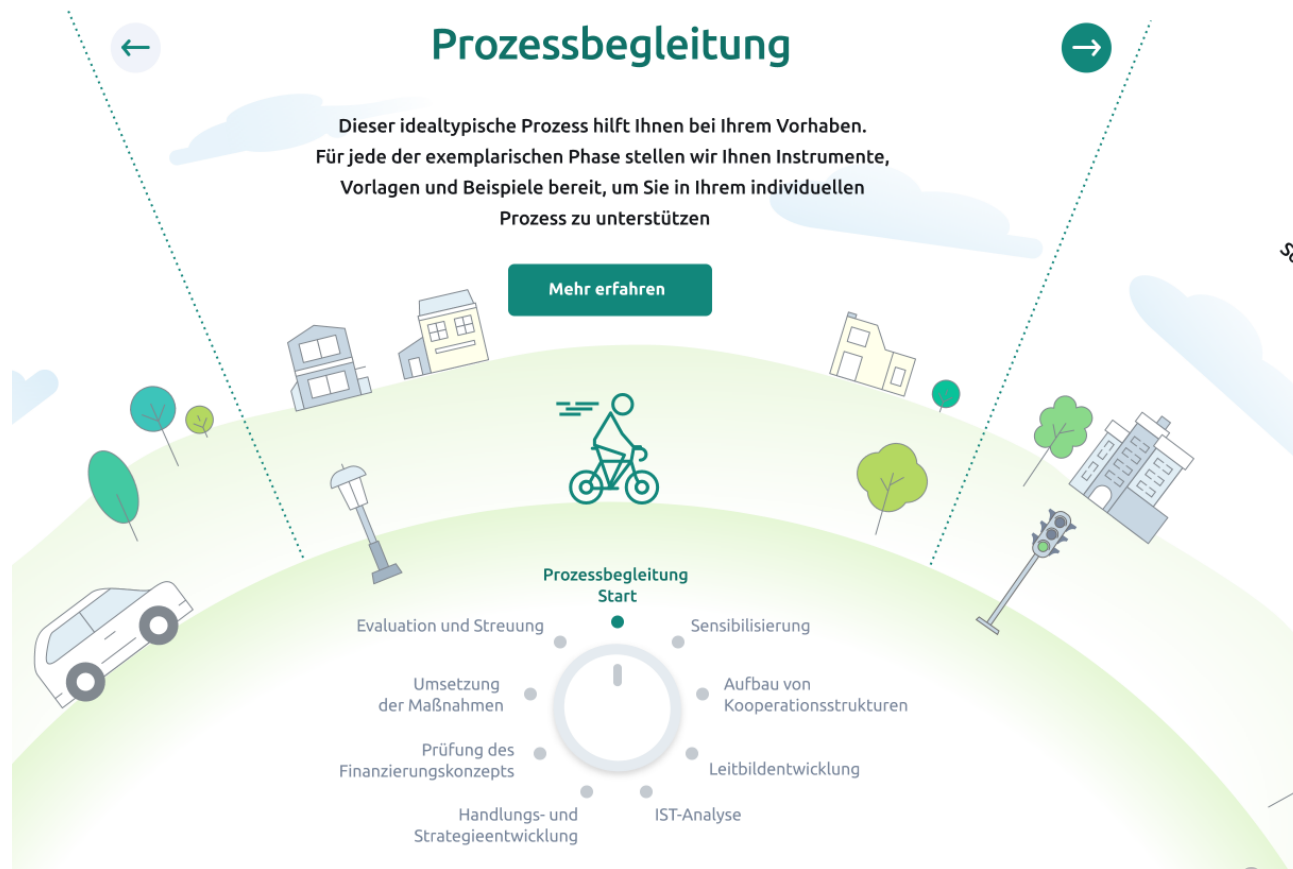 Prozessbegleitung
Dieser idealtypische Prozess hilft Ihnen bei Ihrem Vorhaben.
Für jede der exemplarischen Phase stellen wir Ihnen Instrumente,
Vorlagen und Beispiele bereit, um Sie in Ihrem individuellen
Prozess zu unterstützen
Mehr erfahren
Prozessbegleitung
Start
Sensibilisierung
Aufbau von
Kooperationsstrukturen
Leitbildentwicklung
IST-Analyse
Handlungs- und
Strategieentwicklung
Prüfung des
Finanzierungskonzepts
Umsetzung
der Maßnahmen
Evaluation und Streuung